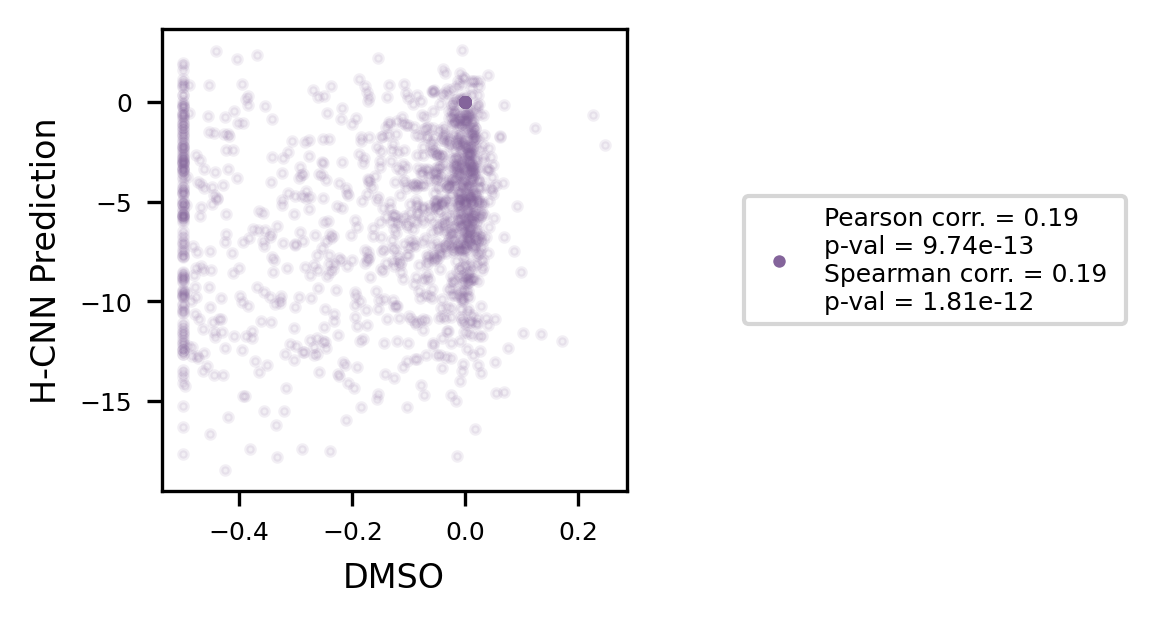 0
−5
−10
−15
H-CNN Prediction
−0.4
−0.2
0.0
0.2
DMSO
Pearson corr. = 0.19
p-val = 9.74e-13
Spearman corr. = 0.19
p-val = 1.81e-12